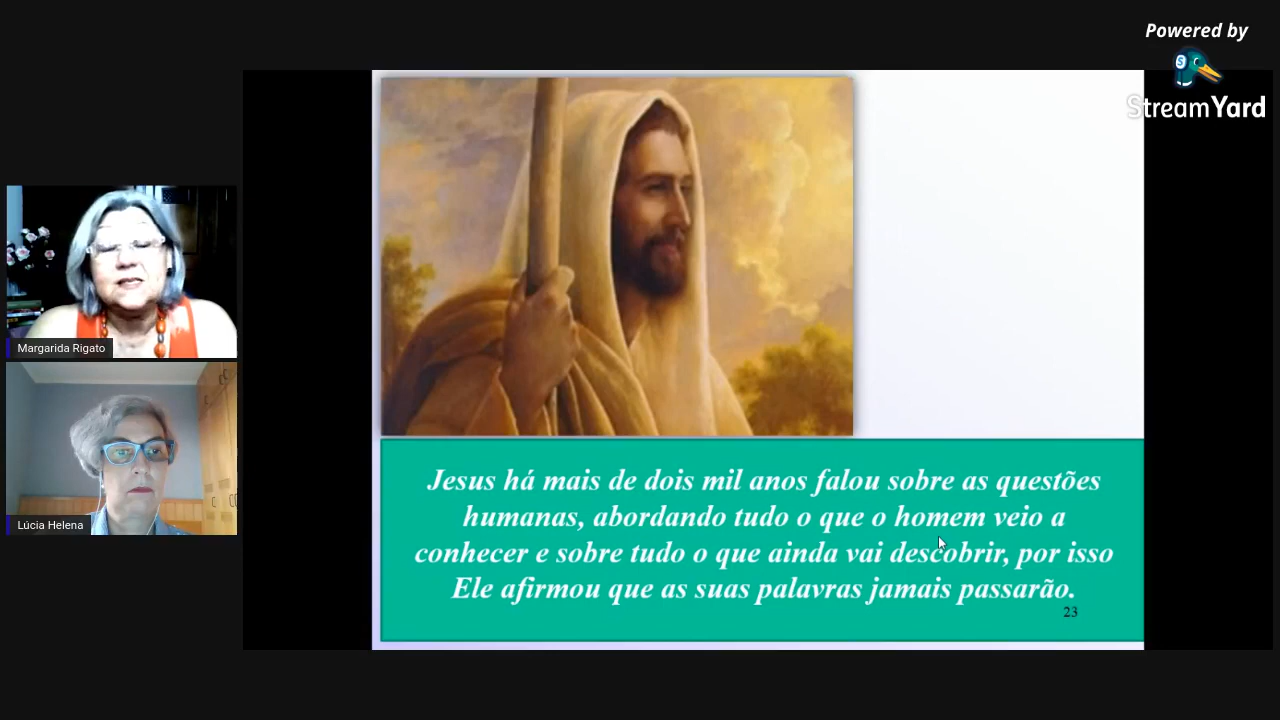 Powered by
StreamYard
Margarida Rigato
Lúcia Helena
Jesus há mais de dois mil anos falou sobre as questões
humanas, abordando tudo o que o homem veio a
conhecer e sobre tudo o que ainda vai descobrir, por isso
Ele afirmou que as suas palavras jamais passarão.
23